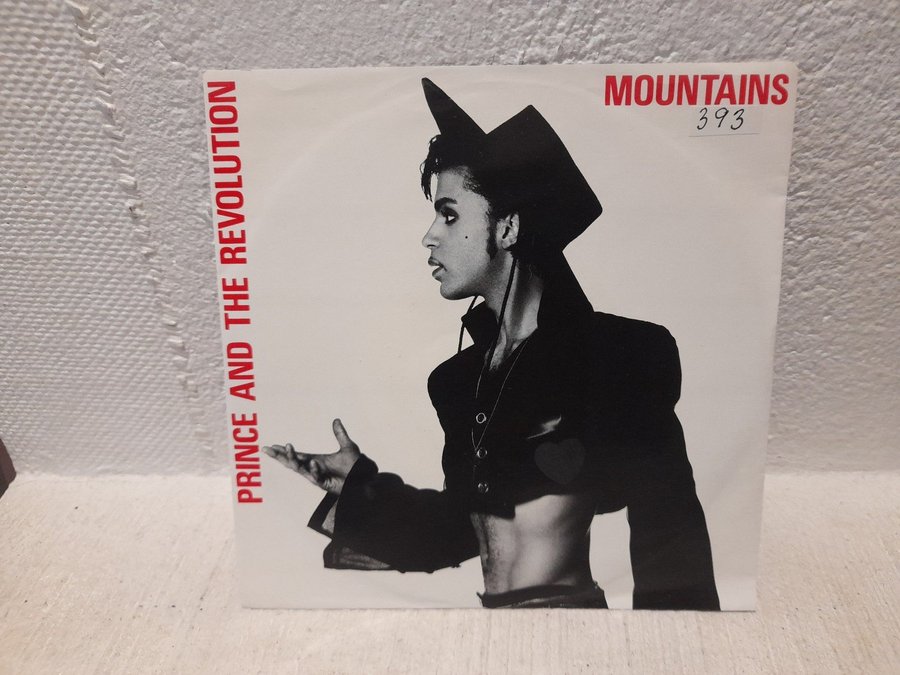 PRINCE AND THE REVOLUTION
MOUNTAINS
393